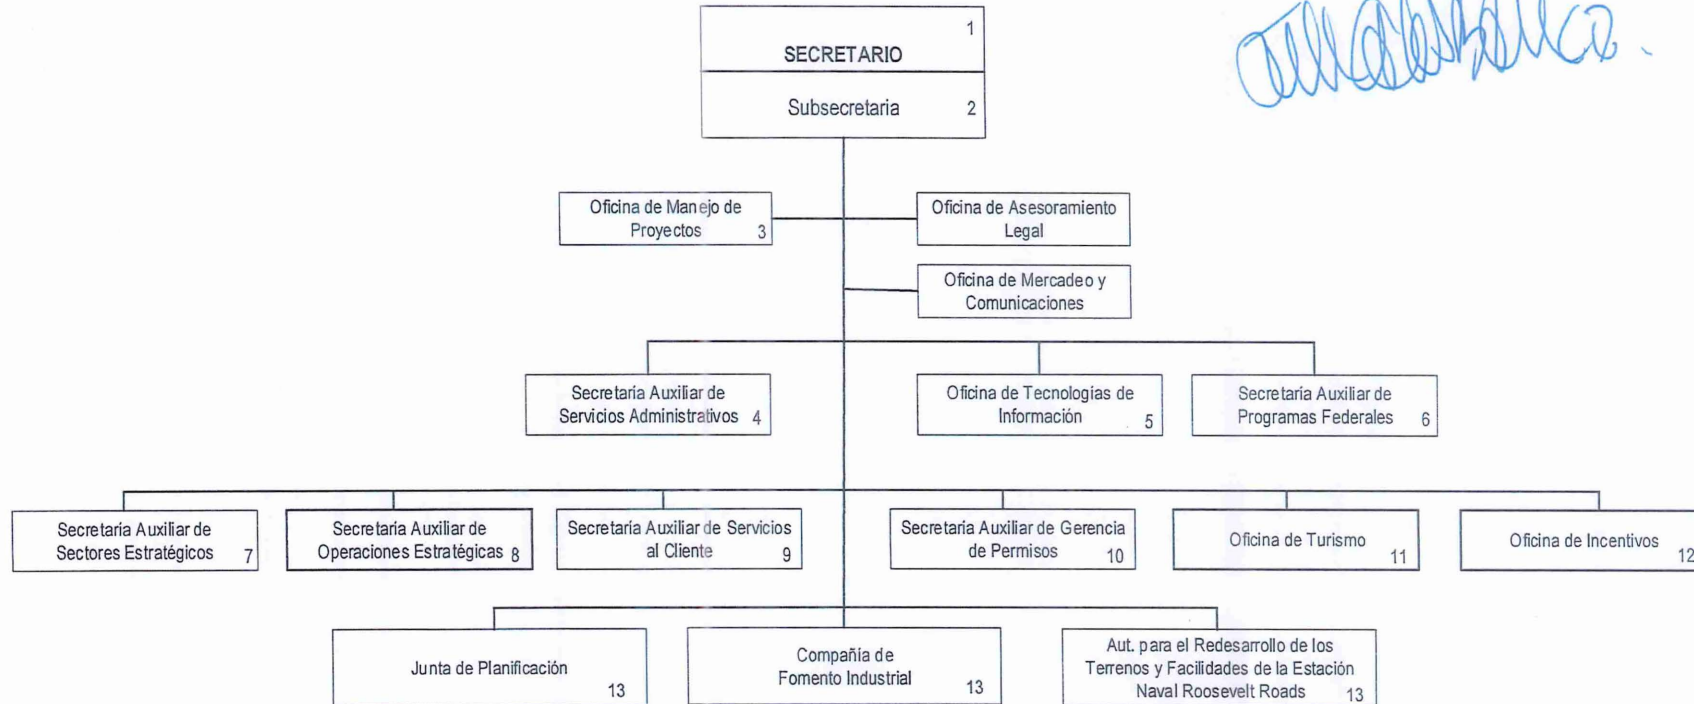 1
SECRETARIO
Subsecretaria 2
Oficina de Manejo de
Proyectos 3
Oficina de Asesoramiento
Legal
Oficina de Mercadeo y
Comunicaciones
Secretaría Auxiliar de
Servicios Administrativos 4
Oficina de Tecnologías de
Información 5
Secretaría Auxiliar de
Programas Federales 6
Secretaría Auxiliar de
Sectores Estratégicos 7
Secretaría Auxiliar de
Operaciones Estratégicas 8
Secretaría Auxiliar de Servicios
al Cliente 9
Secretaría Auxiliar de Gerencia
de Permisos 10
Oficina de Turismo
11
Oficina de Incentivos
12
Junta de Planificación
13
Compañía de
Fomento Industrial 13
Aut. para el Redesarrollo de los
Terrenos y Facilidades de la Estación
Naval Roosevelt Roads 13